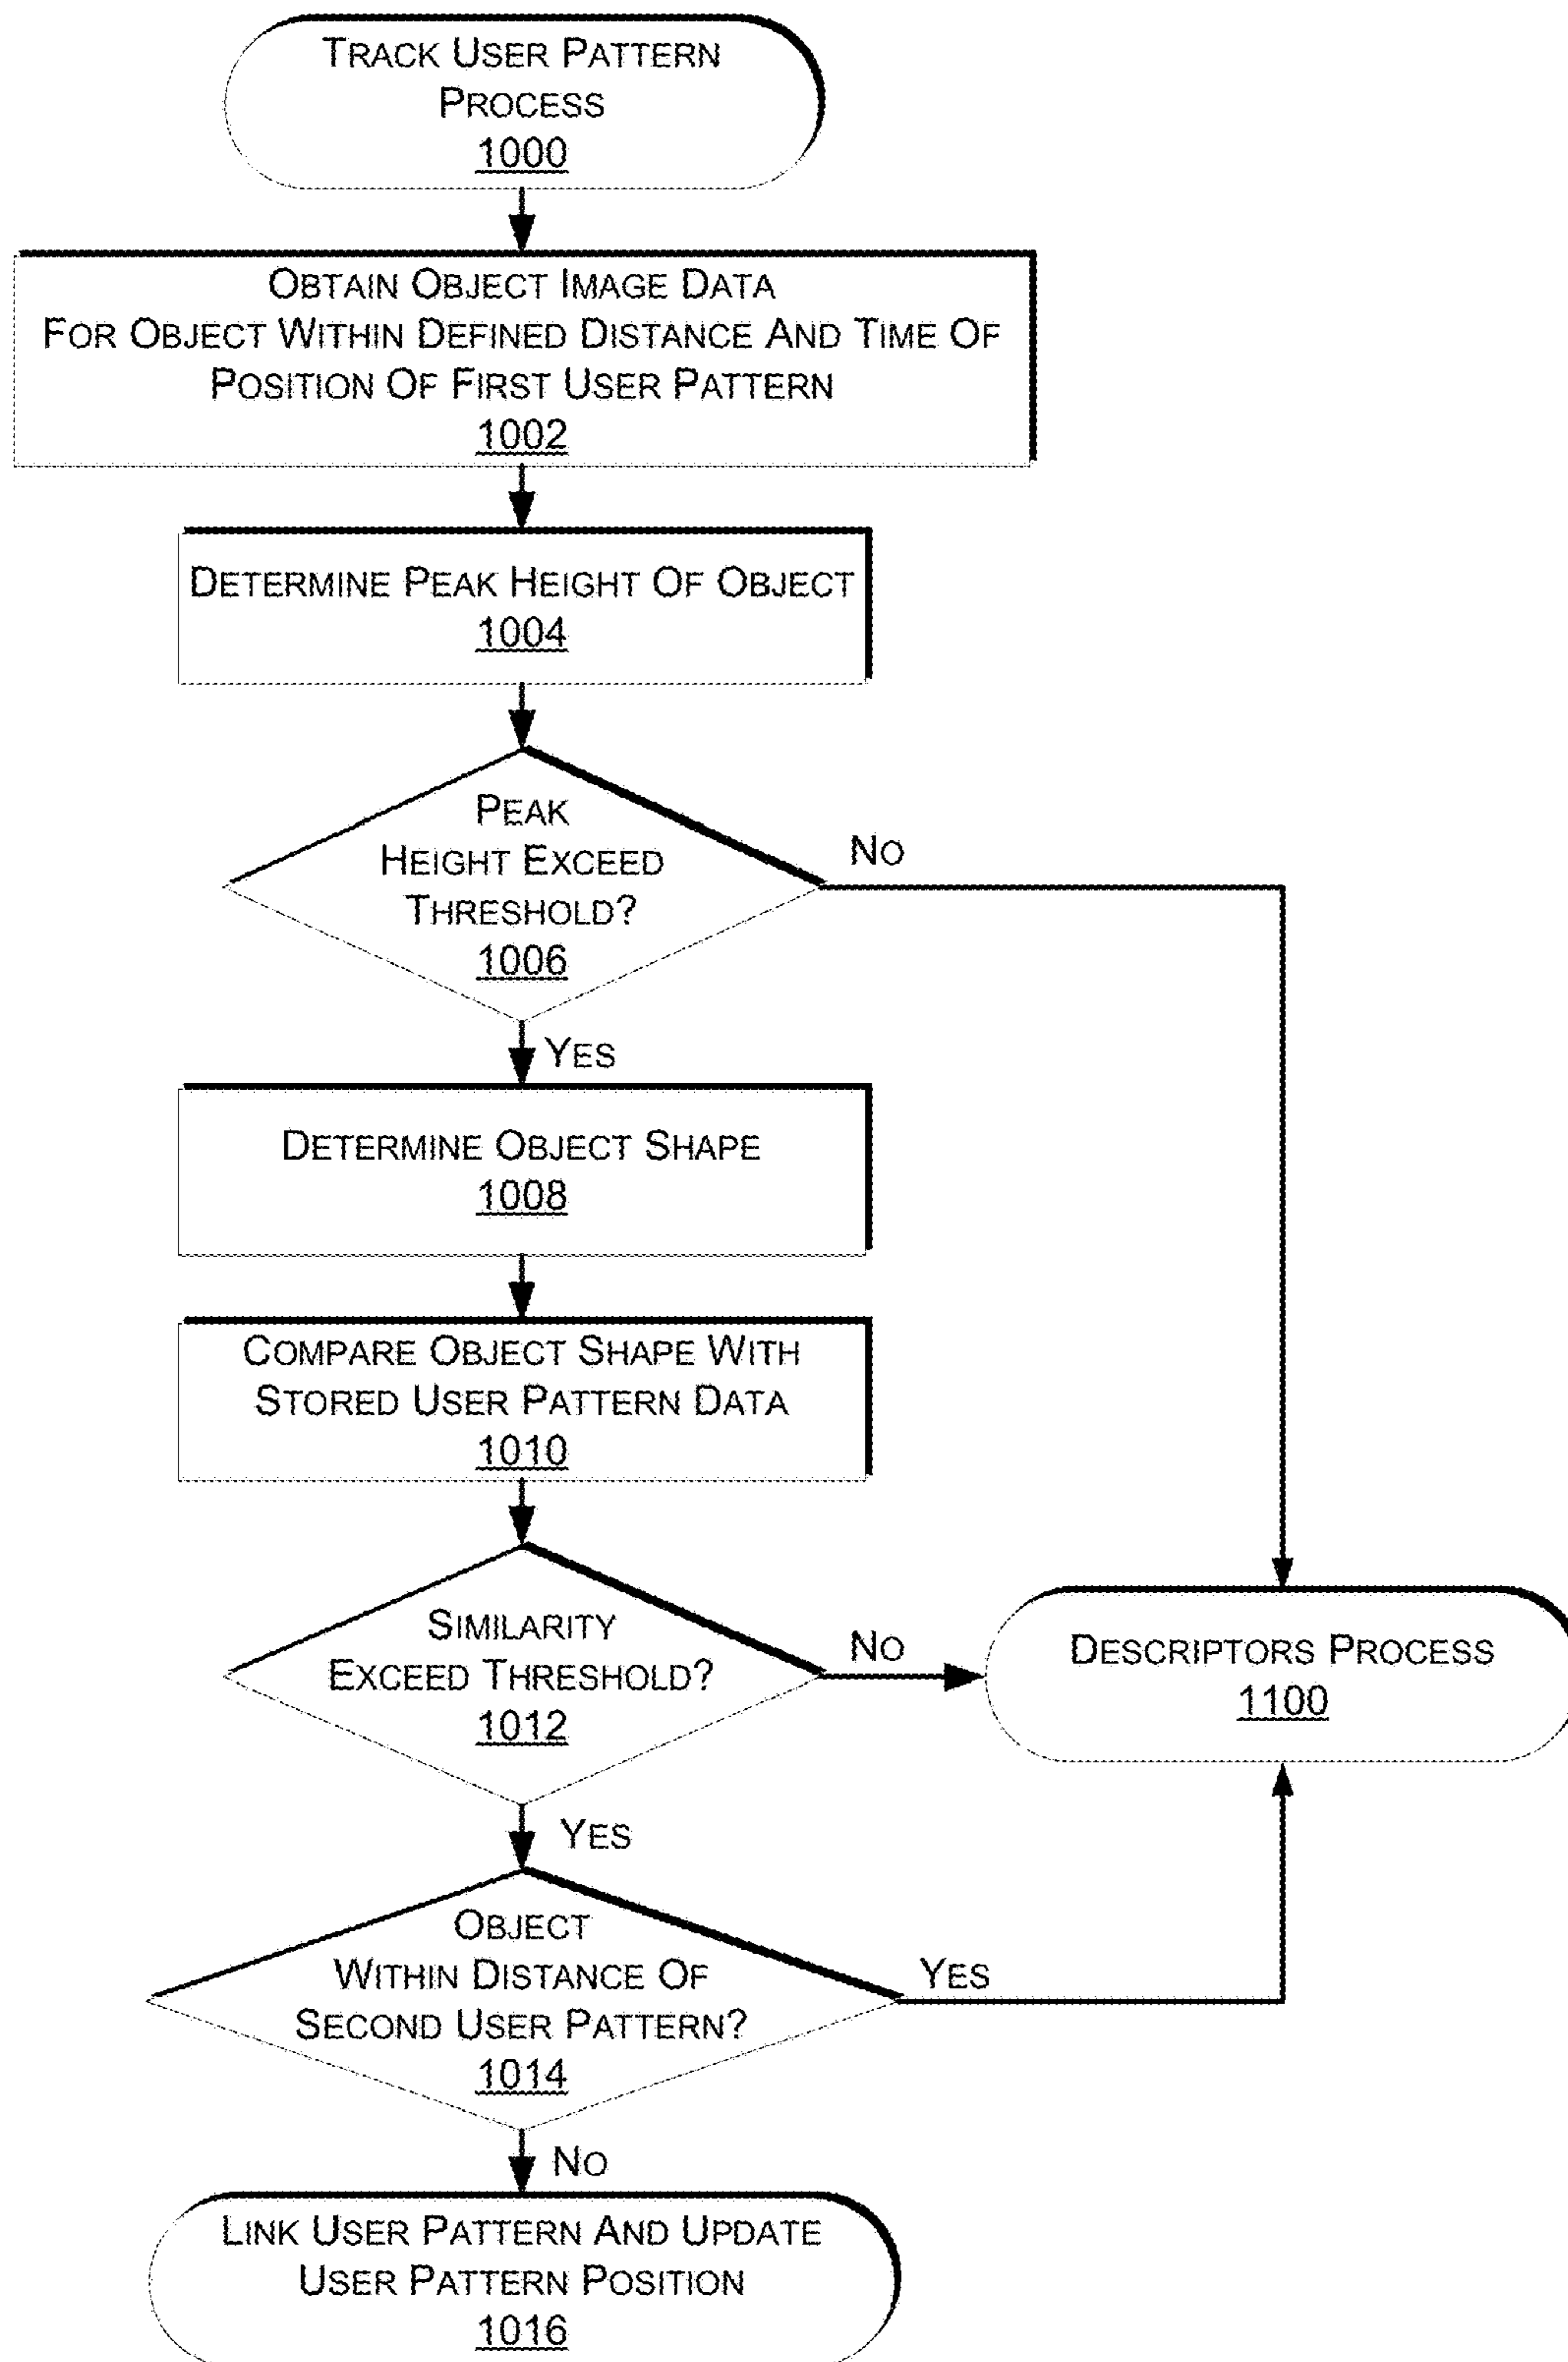 TRACK USER PATTERN
PROCESS
1000
OBTAIN OBJECT IMAGE DATA
FOR OBJECT WITHIN DEFINED DISTANCE AND TIME OF
POSITION OF FIRST USER PATTERN
1002
DETERMINE PEAK HEIGHT OF OBJECT
1004
PEAK
HEIGHT EXCEED
THRESHOLD?
1006
NO
YES
DETERMINE OBJECT SHAPE
1008
COMPARE OBJECT SHAPE WITH
STORED USER PATTERN DATA
1010
SIMILARITY
EXCEED THRESHOLD?
1012
NO
DESCRIPTORS PROCESS
1100
YES
OBJECT
WITHIN DISTANCE OF
SECOND USER PATTERN?
1014
YES
NO
LINK USER PATTERN AND UPDATE
USER PATTERN POSITION
1016